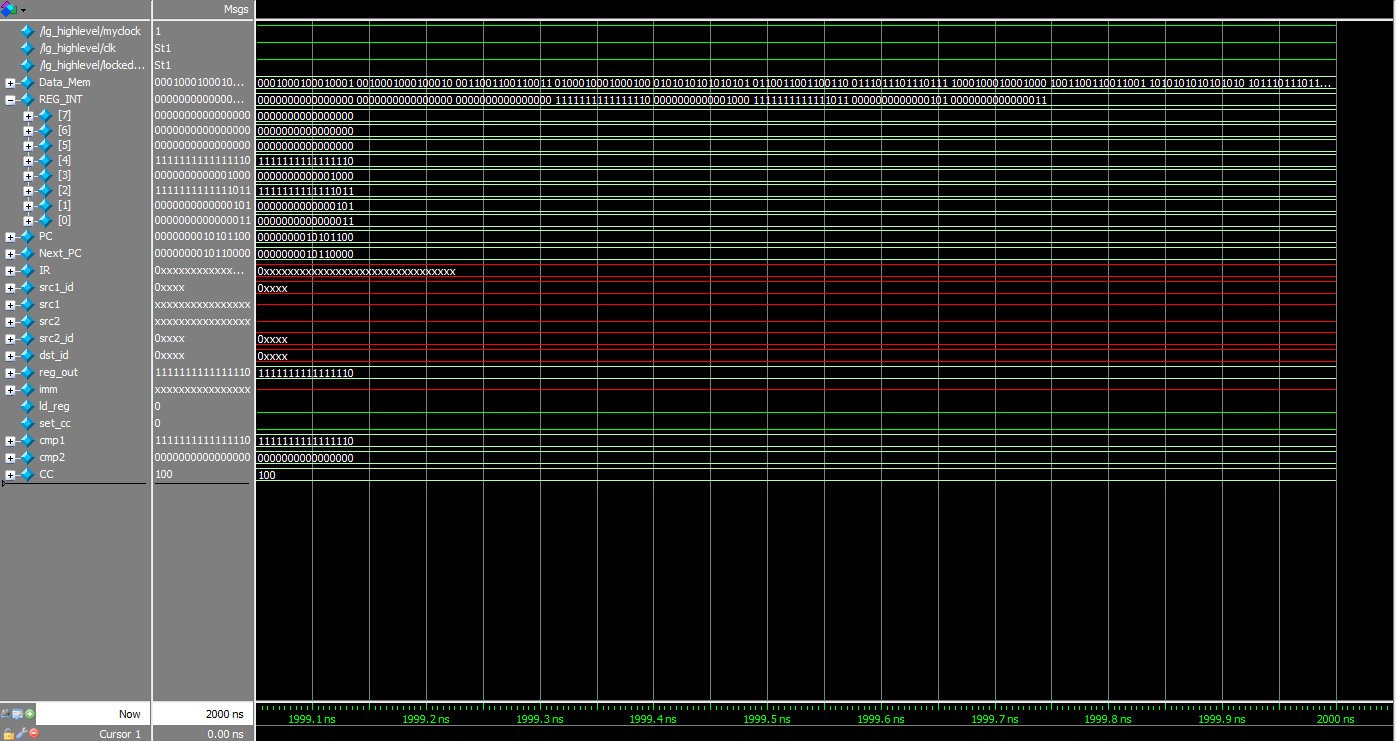 Msgs
/lg_highlevel/myclock 1
/lg_highlevel/clk St1
/lg_highlevel/locked... St1
Data_Mem 0001000100010... 0001000100010001 0010001000100010 0011001100110011 0100010001000100 0101010101010101 0110011001100110 0111011101110111 1000100010001000 1001100110011001 1010101010101010 101110111011...
REG_INT 0000000000000... 0000000000000000 0000000000000000 0000000000000000 1111111111111110 0000000000001000 1111111111111011 0000000000000101 0000000000000011
[7] 0000000000000000 0000000000000000
[6] 0000000000000000 0000000000000000
[5] 0000000000000000 0000000000000000
[4] 1111111111111110 1111111111111110
[3] 0000000000001000 0000000000001000
[2] 1111111111111011 1111111111111011
[1] 0000000000000101 0000000000000101
[0] 0000000000000011 0000000000000011
PC 0000000010101100 0000000010101100
Next_PC 0000000010110000 0000000010110000
IR 0xxxxxxxxxxxx... 0xxxxxxxxxxxxxxxxxxxxxxxxxxxxxxx
src1_id 0xxxx 0xxxx
src1 xxxxxxxxxxxxxxxx
src2 xxxxxxxxxxxxxxxx
src2_id 0xxxx 0xxxx
dst_id 0xxxx 0xxxx
reg_out 1111111111111110 1111111111111110
imm xxxxxxxxxxxxxxxx
ld_reg 0
set_cc 0
cmp1 1111111111111110 1111111111111110
cmp2 0000000000000000 0000000000000000
CC 100 100
Now 2000 ns 1999.1 ns 1999.2 ns 1999.3 ns 1999.4 ns 1999.5 ns 1999.6 ns 1999.7 ns 1999.8 ns 1999.9 ns 2000 ns
Cursor 1 0.00 ns